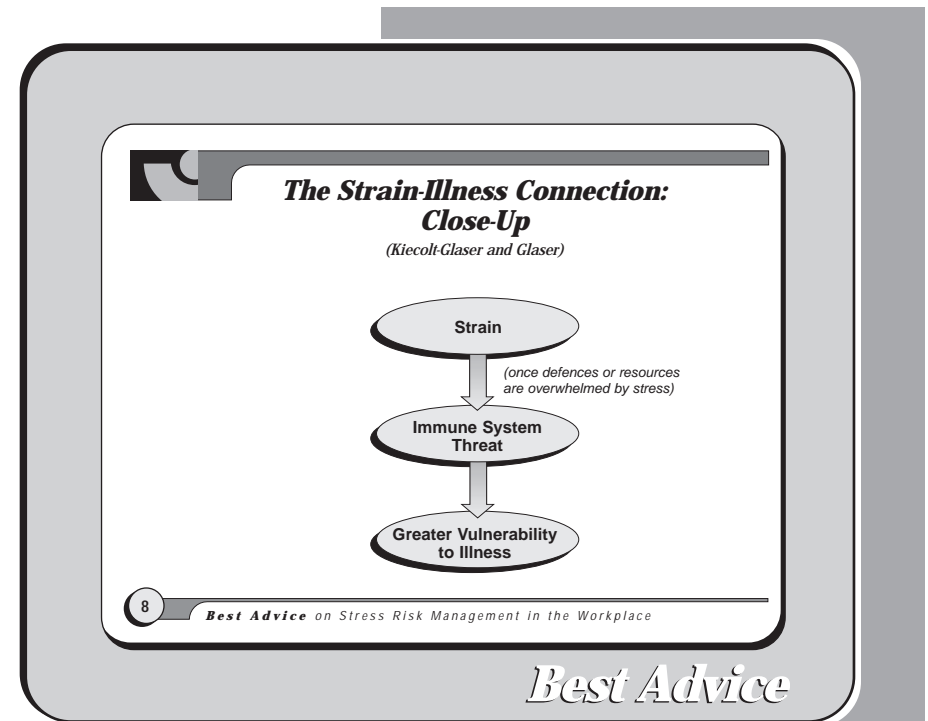 The Strain-Illness Connection:
Close-Up
(Kiecolt-Glaser and Glaser)
Strain
(once defences or resources
are overwhelmed by stress)
Immune System
Threat
Greater Vulnerability
to Illness
8
Best Advice on Stress Risk Management in the Workplace
Best Advice